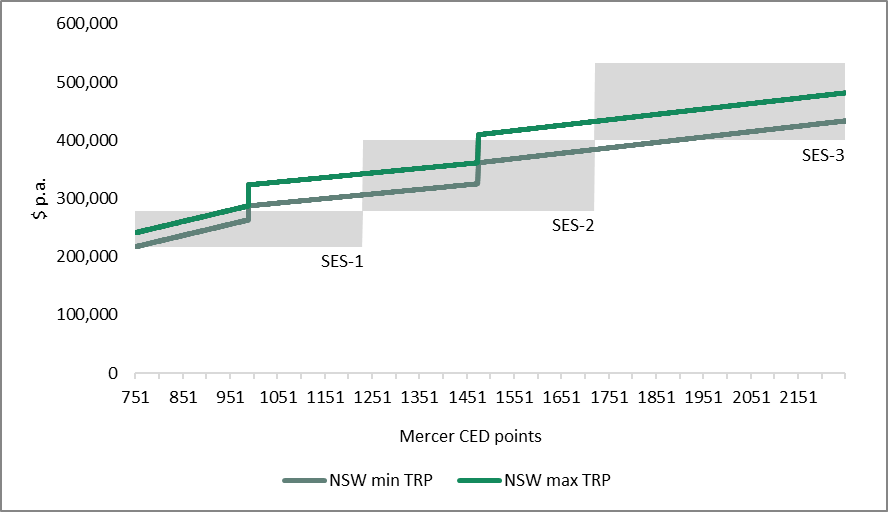 600,000
500,000
400,000
300,000
200,000
100,000
0
$ p.a.
SES-1
SES-2
SES-3
751 851 951 1051 1151 1251 1351 1451 1551 1651 1751 1851 1951 2051 2151
Mercer CED points
NSW min TRP NSW max TRP